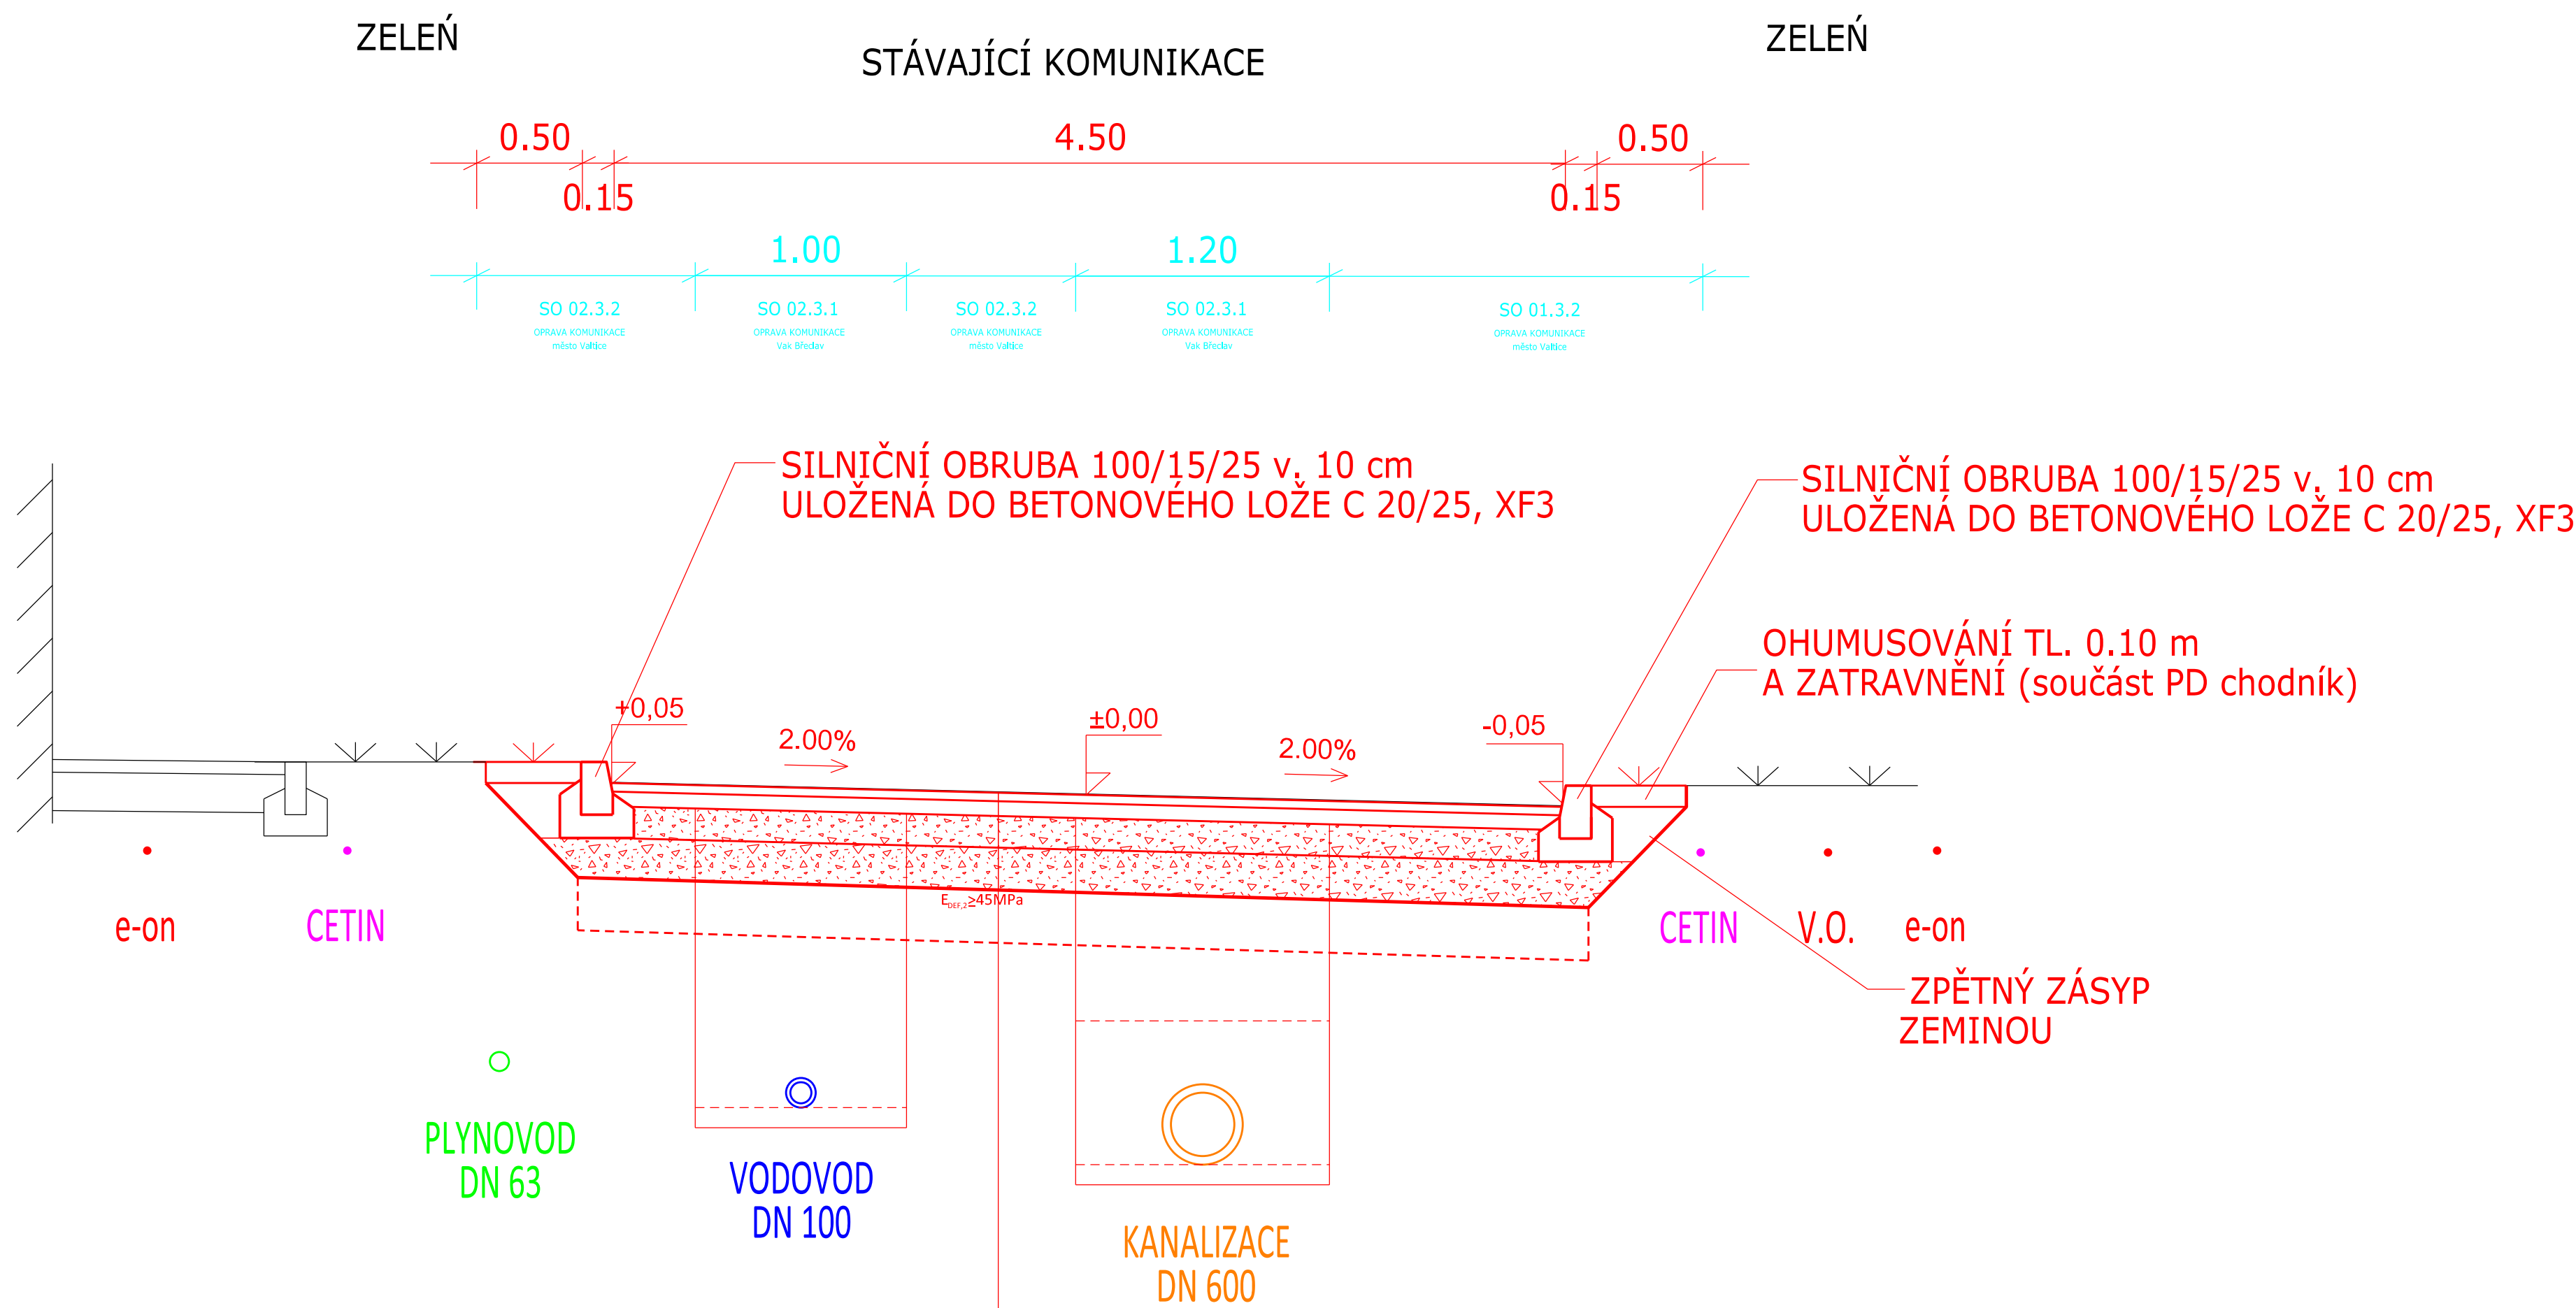 ZELEŃ
STÁVAJÍCÍ KOMUNIKACE
ZELEŃ
0.50
4.50
0.50
0.15
0.15
1.00
1.20
SO 02.3.2
OPRAVA KOMUNIKACE
město Valtice
SO 02.3.1
OPRAVA KOMUNIKACE
Vak Břeclav
SO 02.3.2
OPRAVA KOMUNIKACE
město Valtice
SO 02.3.1
OPRAVA KOMUNIKACE
Vak Břeclav
SO 01.3.2
OPRAVA KOMUNIKACE
město Valtice
SILNIČNÍ OBRUBA 100/15/25 v. 10 cm
ULOŽENÁ DO BETONOVÉHO LOŽE C 20/25, XF3
SILNIČNÍ OBRUBA 100/15/25 v. 10 cm
ULOŽENÁ DO BETONOVÉHO LOŽE C 20/25, XF3
OHUMUSOVÁNÍ TL. 0.10 m
A ZATRAVNĚNÍ (součást PD chodník)
+0,05
2.00%
±0,00
2.00%
-0,05
E DEF,2≥45MPa
e-on
CETIN
CETIN
V.O.
e-on
ZPĚTNÝ ZÁSYP
ZEMINOU
PLYNOVOD
DN 63
VODOVOD
DN 100
KANALIZACE
DN 600